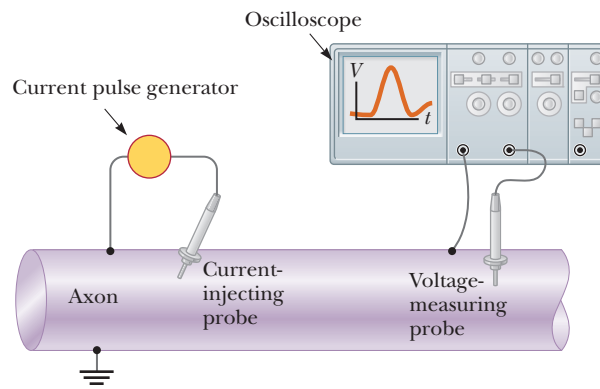 Oscilloscope
Current pulse generator
V
t
Axon
Current-
injecting
probe
Voltage-
measuring
probe